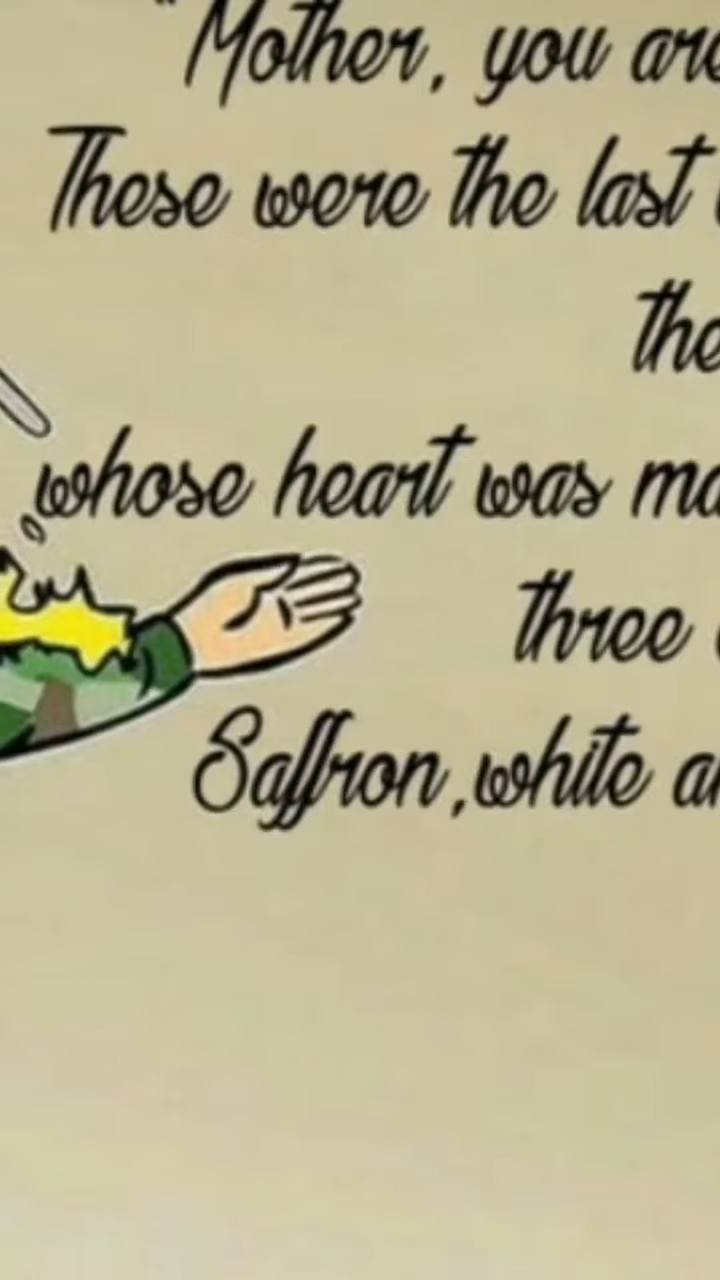 "Mother, you are
These were the last
the
whose heart was
three
Saffron,white